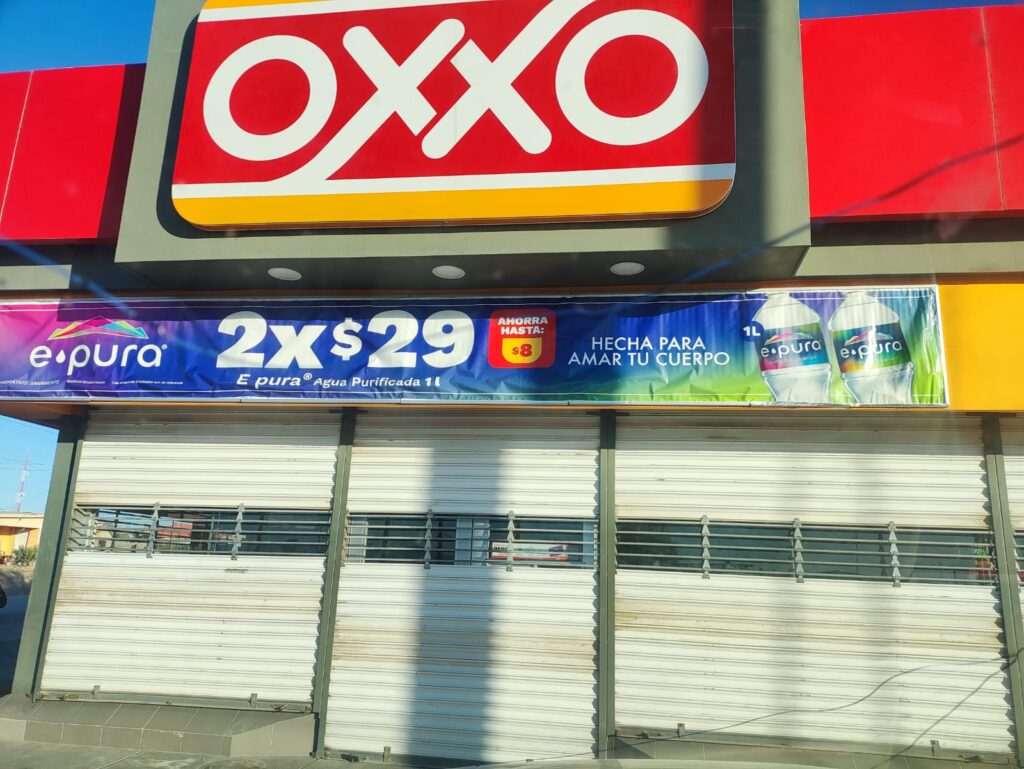 OXXO
e·pura®
2x$29
E pura® Agua Purificada 1L
AHORRA
HASTA:
$8
HECHA PARA
AMAR TU CUERPO
1L
e·pura
e·pura